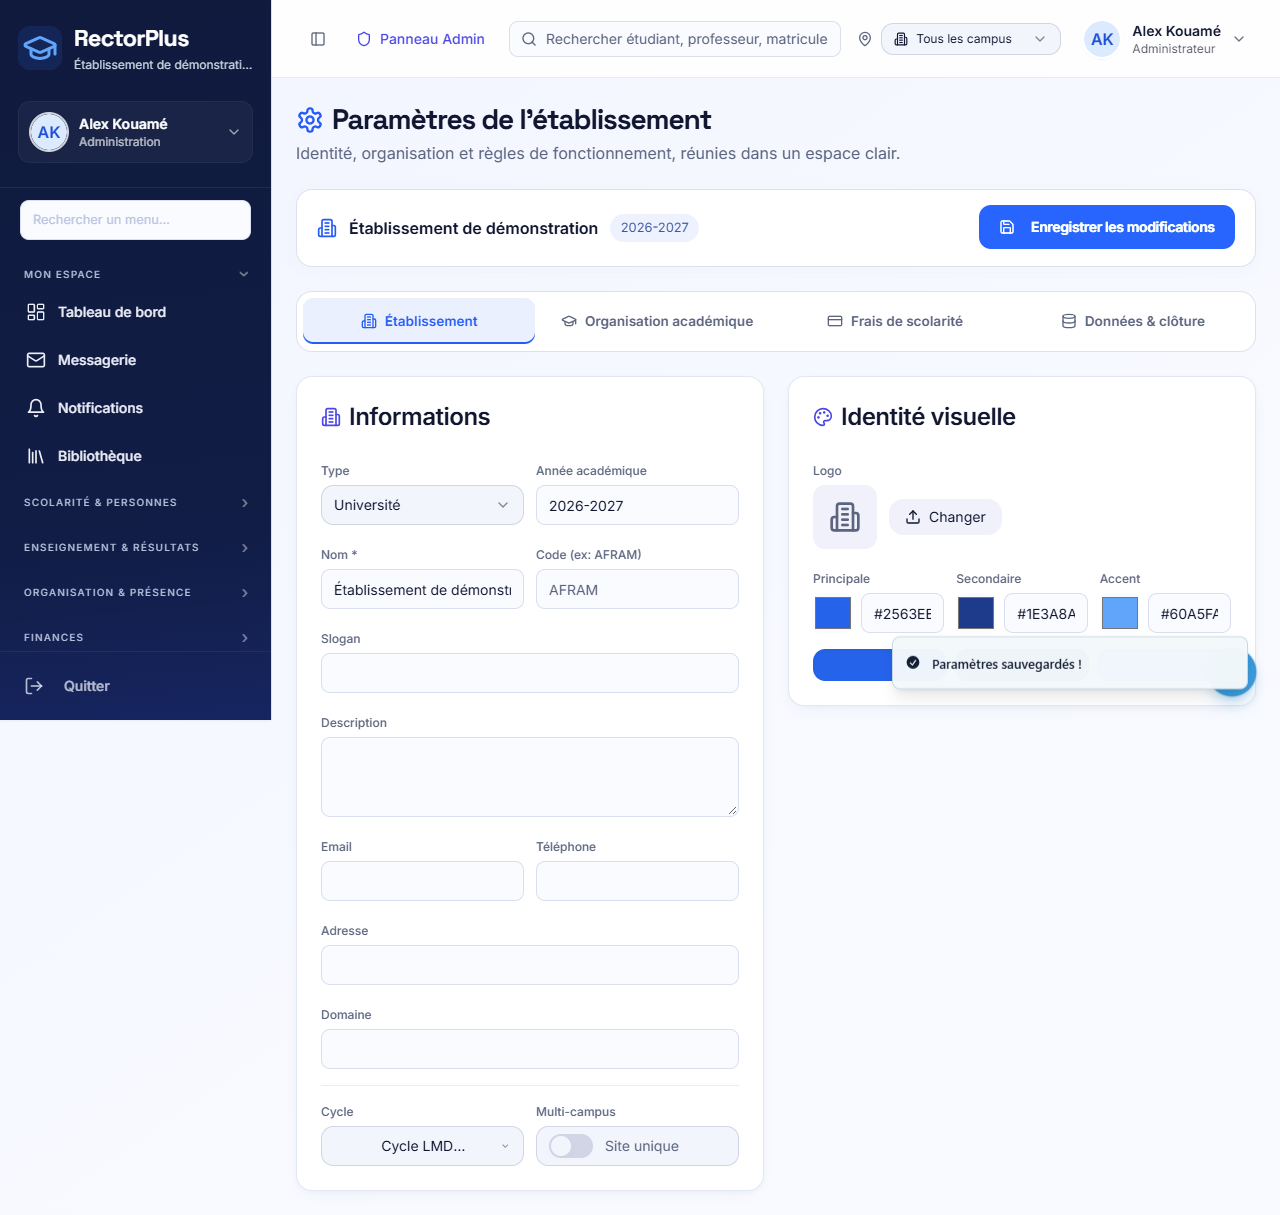 RectorPlus
Établissement de démonstrati...
AK
Alex Kouamé
Administration
Rechercher un menu...
MON ESPACE
Tableau de bord
Messagerie
Notifications
Bibliothèque
SCOLARITÉ & PERSONNES
ENSEIGNEMENT & RÉSULTATS
ORGANISATION & PRÉSENCE
FINANCES
Quitter
Panneau Admin
Rechercher étudiant, professeur, matricule
Tous les campus
AK
Alex Kouamé
Administrateur
Paramètres de l'établissement
Identité, organisation et règles de fonctionnement, réunies dans un espace clair.
Établissement de démonstration
2026-2027
Enregistrer les modifications
Établissement
Organisation académique
Frais de scolarité
Données & clôture
Informations
Type
Année académique
Université
2026-2027
Nom *
Code (ex: AFRAM)
Établissement de démonstr
AFRAM
Slogan
Description
Email
Téléphone
Adresse
Domaine
Cycle
Multi-campus
Cycle LMD...
Site unique
Identité visuelle
Logo
Changer
Principale
Secondaire
Accent
#2563EB
#1E3A8A
#60A5FA
Paramètres sauvegardés !